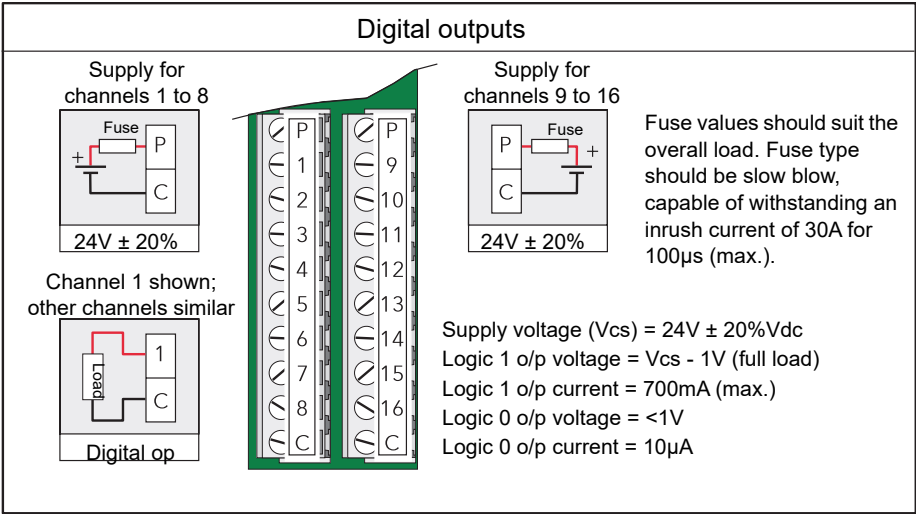 Digital outputs
Supply for
channels 1 to 8
Fuse
P
+
C
24V ± 20%
Channel 1 shown;
other channels similar
1
Load
C
Digital op
P
1
2
3
4
5
6
7
8
C
P
9
10
11
12
13
14
15
16
C
Supply for
channels 9 to 16
P
Fuse
+
C
24V ± 20%
Fuse values should suit the
overall load. Fuse type
should be slow blow,
capable of withstanding an
inrush current of 30A for
100µs (max.).
Supply voltage (Vcs) = 24V ± 20%Vdc
Logic 1 o/p voltage = Vcs - 1V (full load)
Logic 1 o/p current = 700mA (max.)
Logic 0 o/p voltage = <1V
Logic 0 o/p current = 10µA